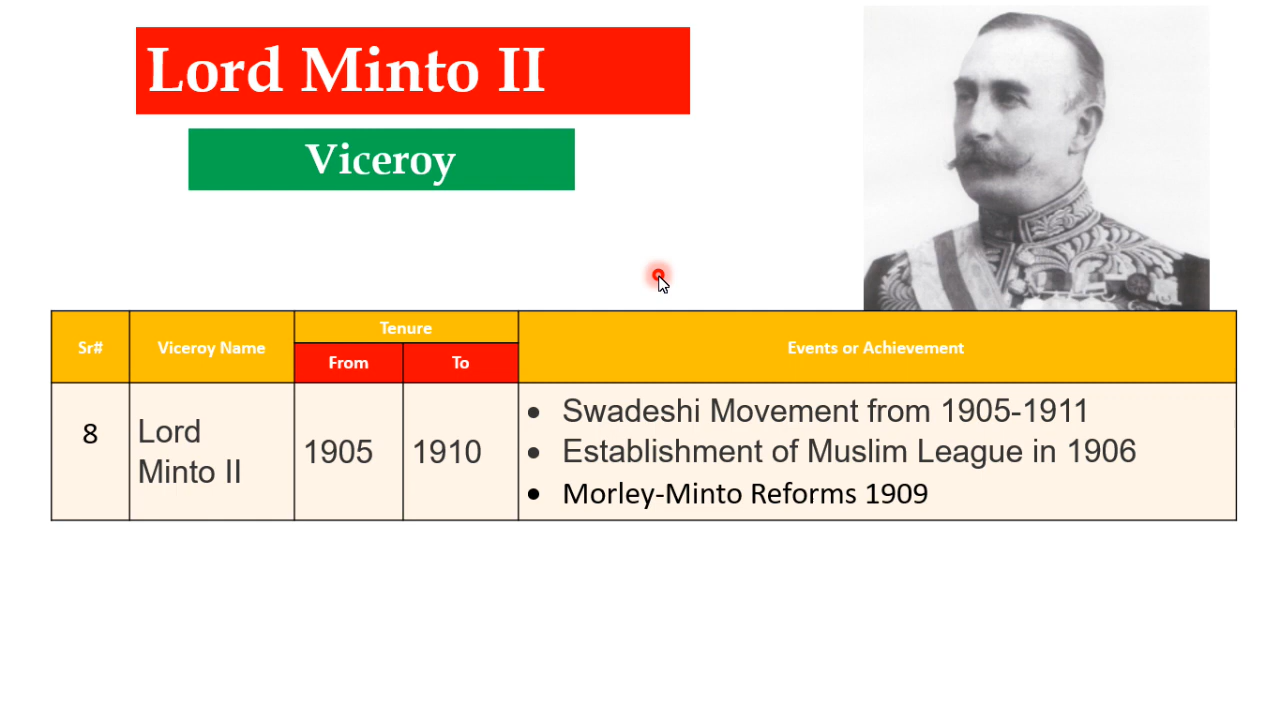 Lord Minto II
Viceroy
Sr#
Viceroy Name
Tenure
From
To
Events or Achievement
8
Lord
Minto II
1905
1910
• Swadeshi Movement from 1905-1911
• Establishment of Muslim League in 1906
• Morley-Minto Reforms 1909